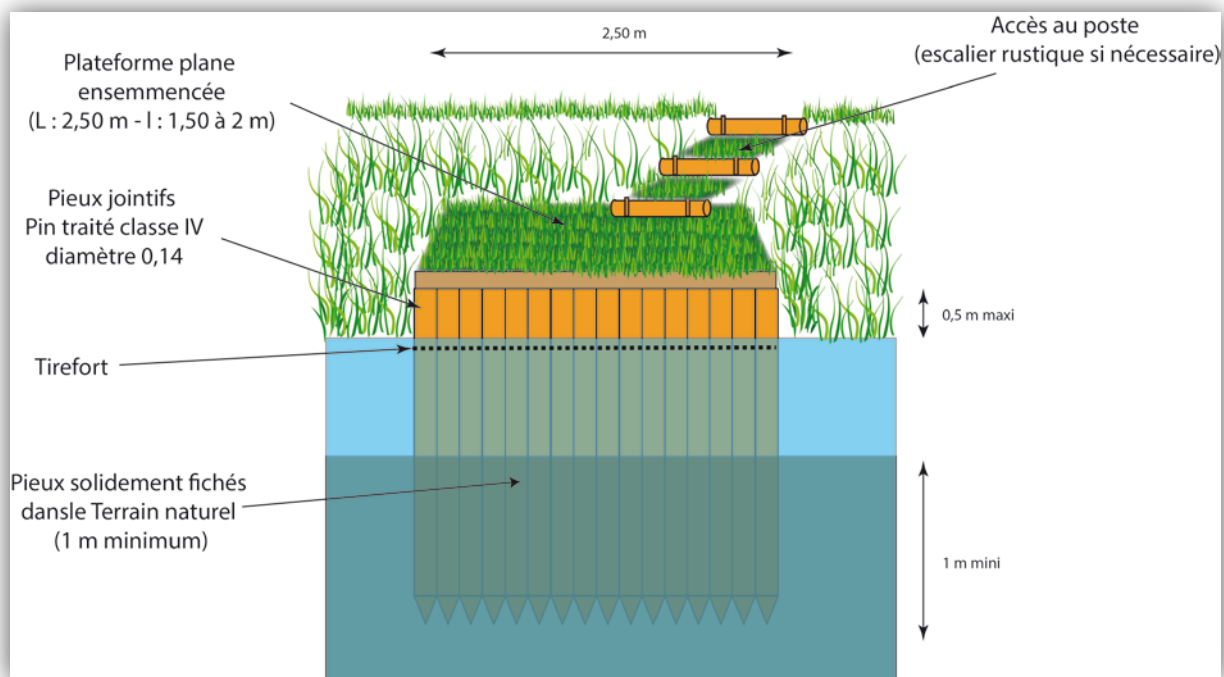 2,50 m
Accès au poste
(escalier rustique si nécessaire)
Plateforme plane
ensemmencée
(L : 2,50 m - l : 1,50 à 2 m)
Pieux jointifs
Pin traité classe IV
diamètre 0,14
0,5 m maxi
Tirefort
Pieux solidement fichés
dansle Terrain naturel
(1 m minimum)
1 m mini